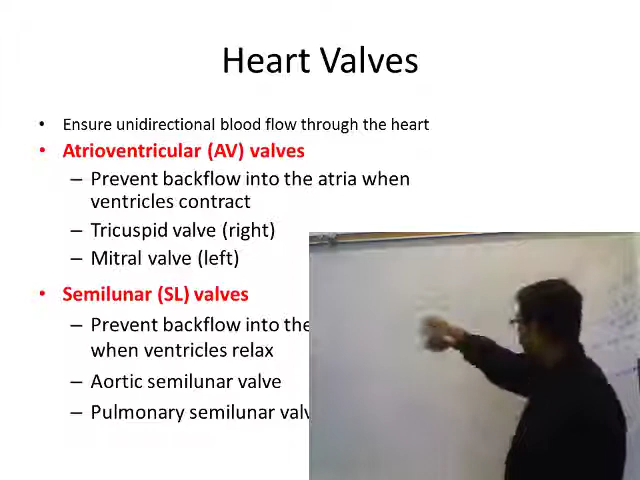 Heart Valves
• Ensure unidirectional blood flow through the heart
• Atrioventricular (AV) valves
– Prevent backflow into the atria when
ventricles contract
– Tricuspid valve (right)
– Mitral valve (left)
• Semilunar (SL) valves
– Prevent backflow into the
when ventricles relax
– Aortic semilunar valve
– Pulmonary semilunar